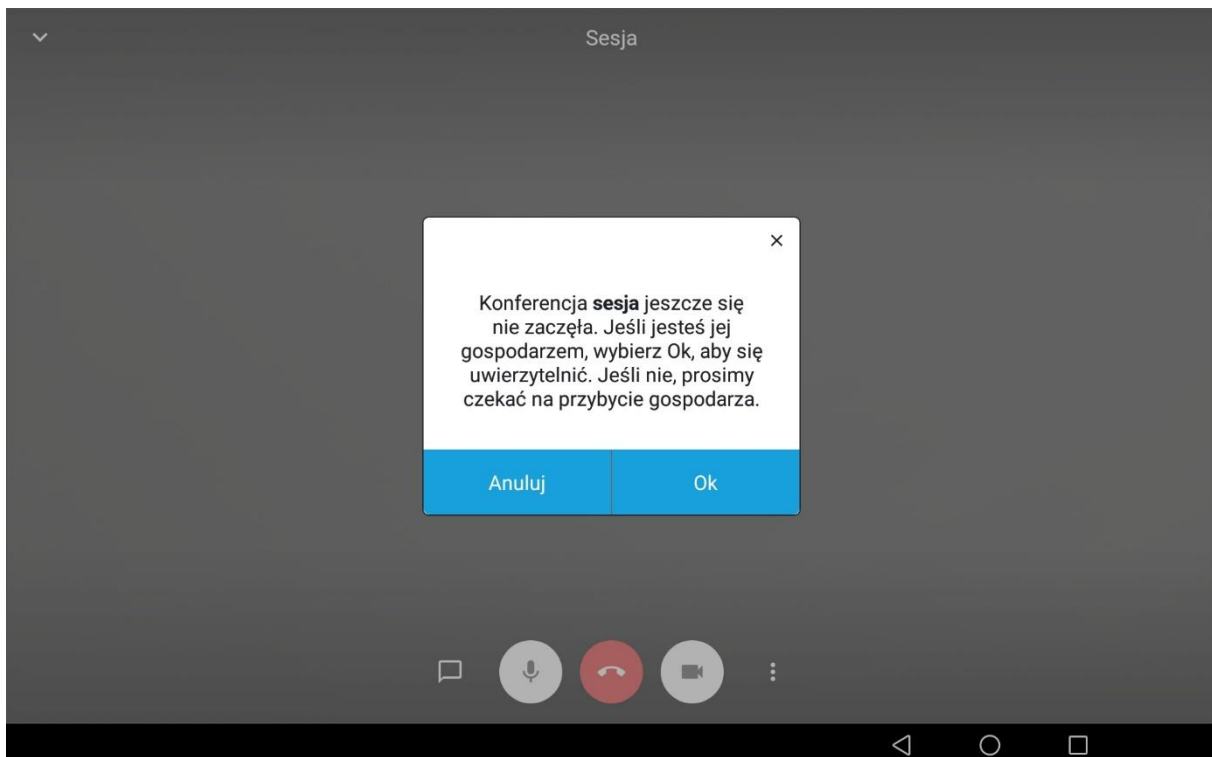 Sesja
Konferencja sesja jeszcze się
nie zaczęła. Jeśli jesteś jej
gospodarzem, wybierz Ok, aby się
uwierzytelnić. Jeśli nie, prosimy
czekać na przybycie gospodarza.
Anuluj
Ok